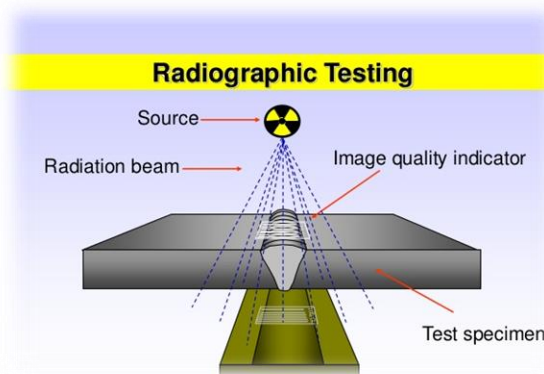 Radiographic Testing
Source
Image quality indicator
Radiation beam
Test specimen